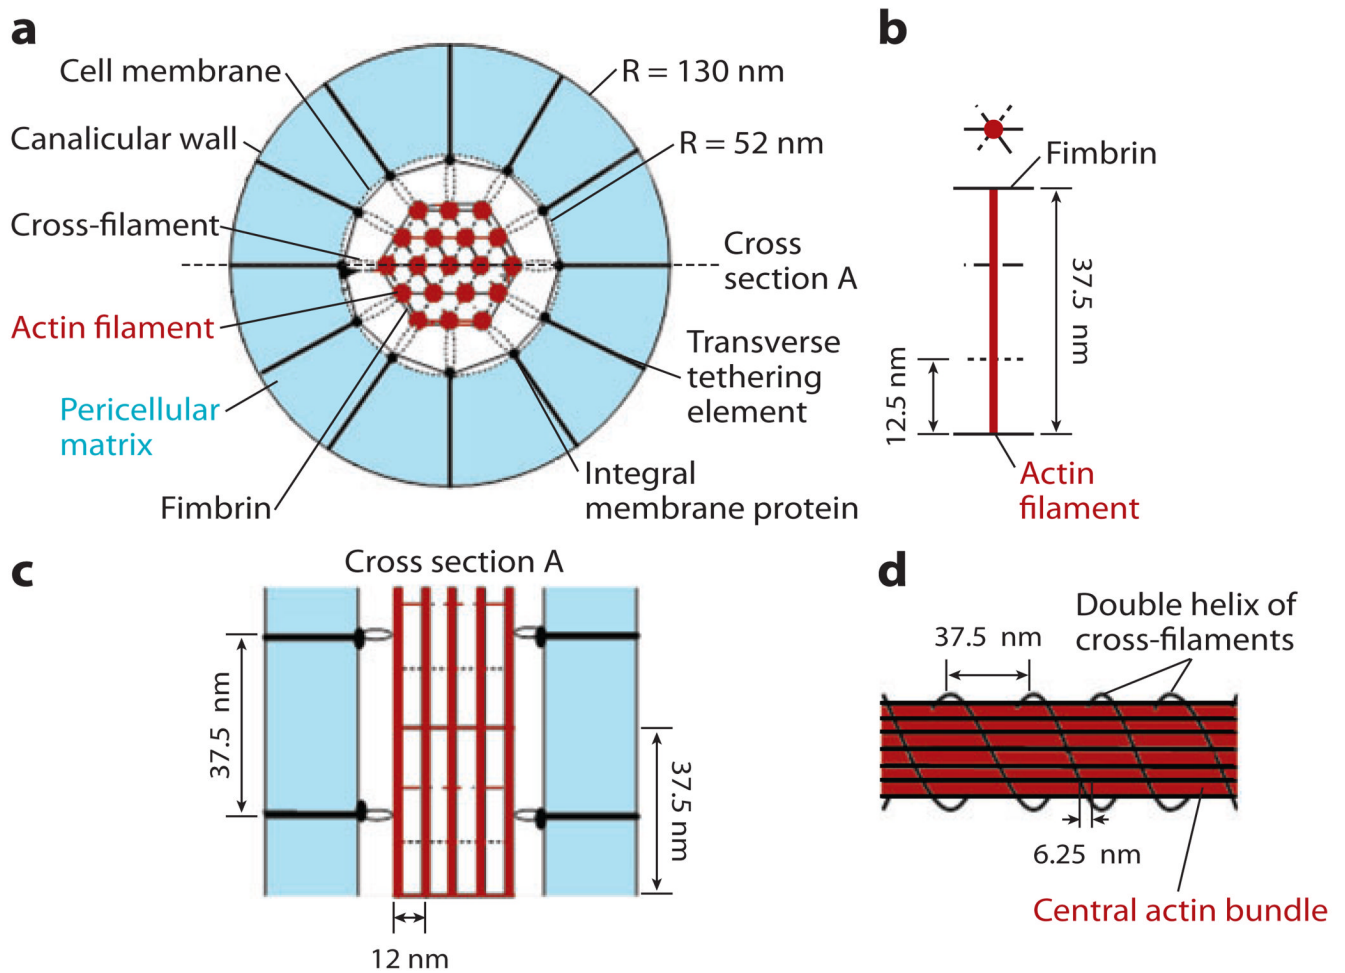 a
Cell membrane
Canalicular wall
Cross-filament
Actin filament
Pericellular
matrix
Fimbrin
R = 130 nm
R = 52 nm
Cross
section A
Transverse
tethering
element
Integral
membrane protein
b
Fimbrin
37.5 nm
12.5 nm
Actin
filament
c
Cross section A
37.5 nm
37.5 nm
12 nm
d
Double helix of
cross-filaments
37.5 nm
6.25 nm
Central actin bundle